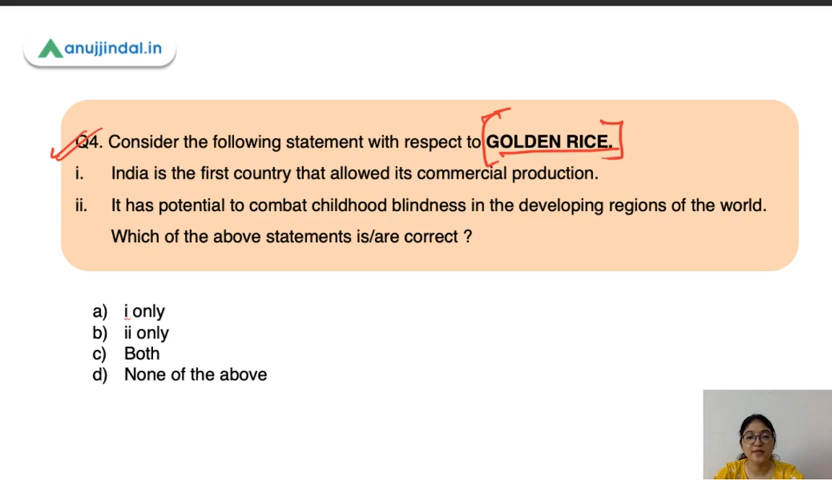 anujjindal.in
Q4. Consider the following statement with respect to GOLDEN RICE.
i. India is the first country that allowed its commercial production.
ii. It has potential to combat childhood blindness in the developing regions of the world.
Which of the above statements is/are correct ?
a) i only
b) ii only
c) Both
d) None of the above